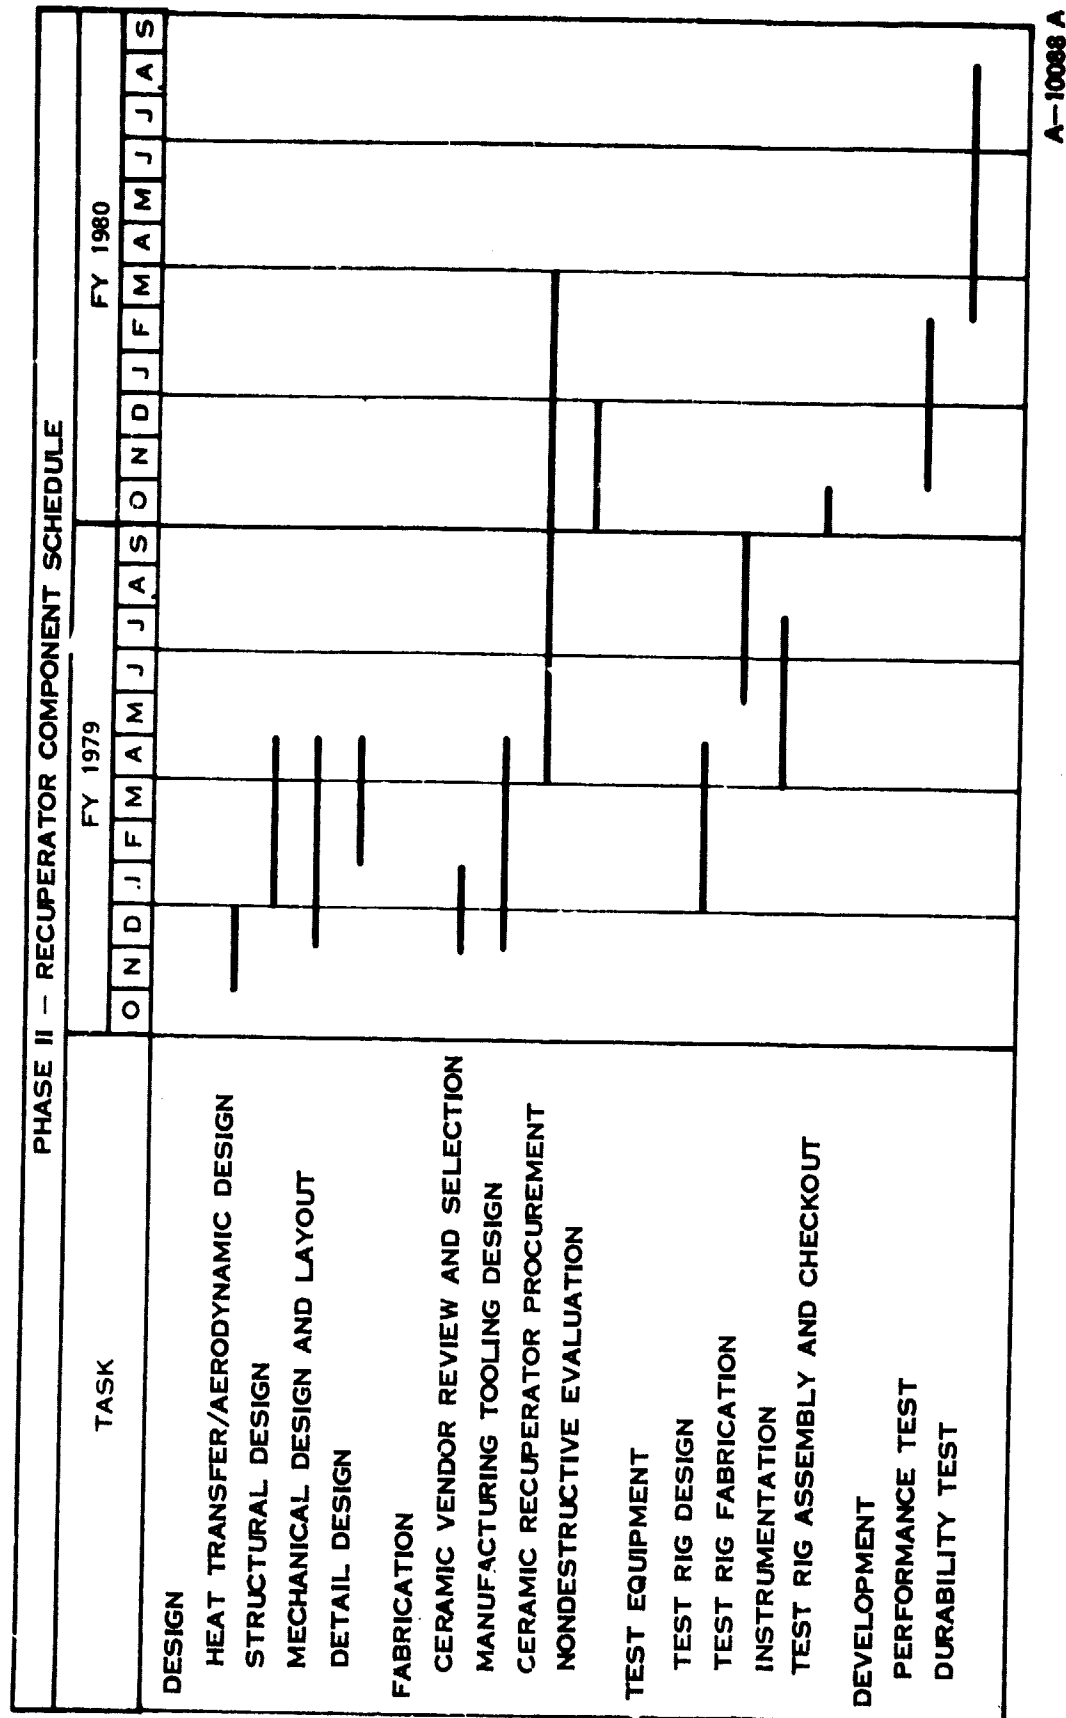 PHASE II – RECUPERATOR COMPONENT SCHEDULE
TASK
FY 1979
FY 1980
O N D J F M A M J J A S O N D J F M A M J J A S
DESIGN
HEAT TRANSFER/AERODYNAMIC DESIGN
STRUCTURAL DESIGN
MECHANICAL DESIGN AND LAYOUT
DETAIL DESIGN
FABRICATION
CERAMIC VENDOR REVIEW AND SELECTION
MANUFACTURING TOOLING DESIGN
CERAMIC RECUPERATOR PROCUREMENT
NONDESTRUCTIVE EVALUATION
TEST EQUIPMENT
TEST RIG DESIGN
TEST RIG FABRICATION
INSTRUMENTATION
TEST RIG ASSEMBLY AND CHECKOUT
DEVELOPMENT
PERFORMANCE TEST
DURABILITY TEST
A-10088 A